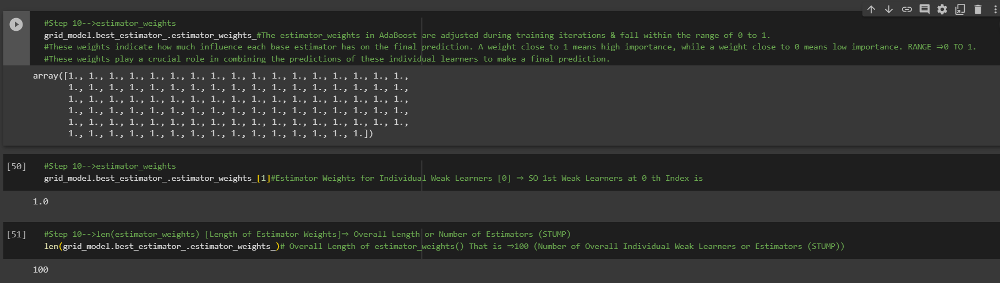 #Step 10-->estimator_weights
grid_model.best_estimator_.estimator_weights_#The estimator_weights in AdaBoost are adjusted during training iterations & fall within the range of 0 to 1.
#These weights indicate how much influence each base estimator has on the final prediction. A weight close to 1 means high importance, while a weight close to 0 means low importance. RANGE ⇒0 TO 1.
#These weights play a crucial role in combining the predictions of these individual learners to make a final prediction.
array([1., 1., 1., 1., 1., 1., 1., 1., 1., 1., 1., 1., 1., 1., 1., 1., 1.,
1., 1., 1., 1., 1., 1., 1., 1., 1., 1., 1., 1., 1., 1., 1., 1., 1.,
1., 1., 1., 1., 1., 1., 1., 1., 1., 1., 1., 1., 1., 1., 1., 1., 1.,
1., 1., 1., 1., 1., 1., 1., 1., 1., 1., 1., 1., 1., 1., 1., 1., 1.,
1., 1., 1., 1., 1., 1., 1., 1., 1., 1., 1., 1., 1., 1., 1., 1., 1.,
1., 1., 1., 1., 1., 1., 1., 1., 1., 1., 1., 1., 1., 1., 1.])
[50] #Step 10-->estimator_weights
grid_model.best_estimator_.estimator_weights_[1]#Estimator Weights for Individual Weak Learners [0] ⇒ SO 1st Weak Learners at 0 th Index is
1.0
[51] #Step 10-->len(estimator_weights) [Length of Estimator Weights]⇒ Overall Length or Number of Estimators (STUMP)
len(grid_model.best_estimator_.estimator_weights_)# Overall Length of estimator_weights() That is ⇒100 (Number of Overall Individual Weak Learners or Estimators (STUMP))
100